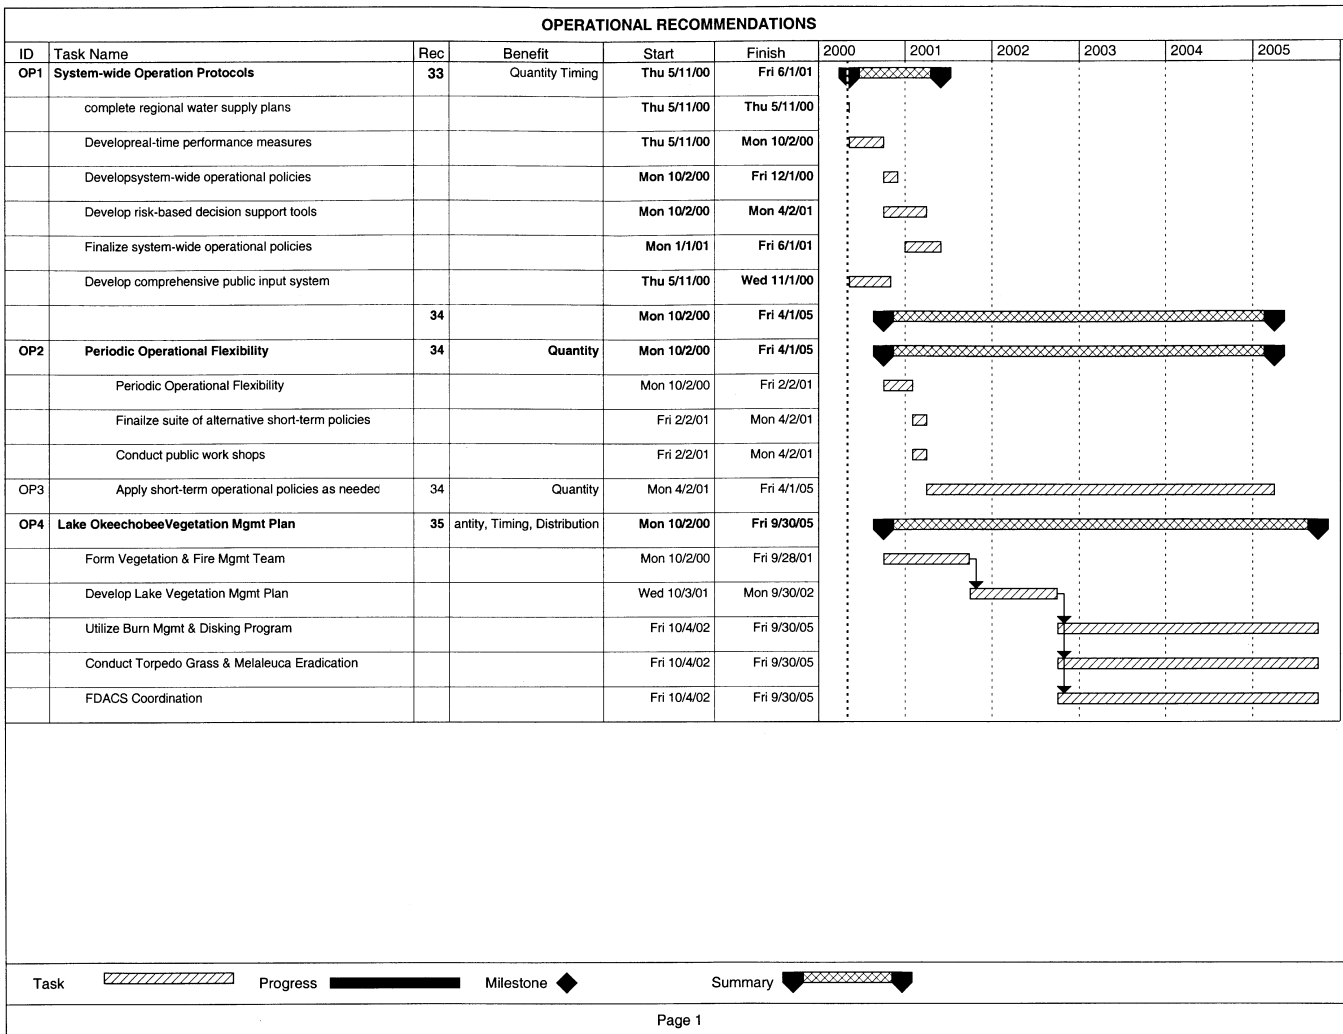 OPERATIONAL RECOMMENDATIONS
ID Task Name Rec Benefit Start Finish 2000 2001 2002 2003 2004 2005
OP1 System-wide Operation Protocols 33 Quantity Timing Thu 5/11/00 Fri 6/1/01
complete regional water supply plans Thu 5/11/00 Thu 5/11/00
Developreal-time performance measures Thu 5/11/00 Mon 10/2/00
Developsystem-wide operational policies Mon 10/2/00 Fri 12/1/00
Develop risk-based decision support tools Mon 10/2/00 Mon 4/2/01
Finalize system-wide operational policies Mon 1/1/01 Fri 6/1/01
Develop comprehensive public input system Thu 5/11/00 Wed 11/1/00
34 Mon 10/2/00 Fri 4/1/05
OP2 Periodic Operational Flexibility 34 Quantity Mon 10/2/00 Fri 4/1/05
Periodic Operational Flexibility Mon 10/2/00 Fri 2/2/01
Finailze suite of alternative short-term policies Fri 2/2/01 Mon 4/2/01
Conduct public work shops Fri 2/2/01 Mon 4/2/01
OP3 Apply short-term operational policies as needed 34 Quantity Mon 4/2/01 Fri 4/1/05
OP4 Lake OkeechobeeVegetation Mgmt Plan 35 antity, Timing, Distribution Mon 10/2/00 Fri 9/30/05
Form Vegetation & Fire Mgmt Team Mon 10/2/00 Fri 9/28/01
Develop Lake Vegetation Mgmt Plan Wed 10/3/01 Mon 9/30/02
Utilize Burn Mgmt & Disking Program Fri 10/4/02 Fri 9/30/05
Conduct Torpedo Grass & Melaleuca Eradication Fri 10/4/02 Fri 9/30/05
FDACS Coordination Fri 10/4/02 Fri 9/30/05
Task Progress Milestone Summary
Page 1